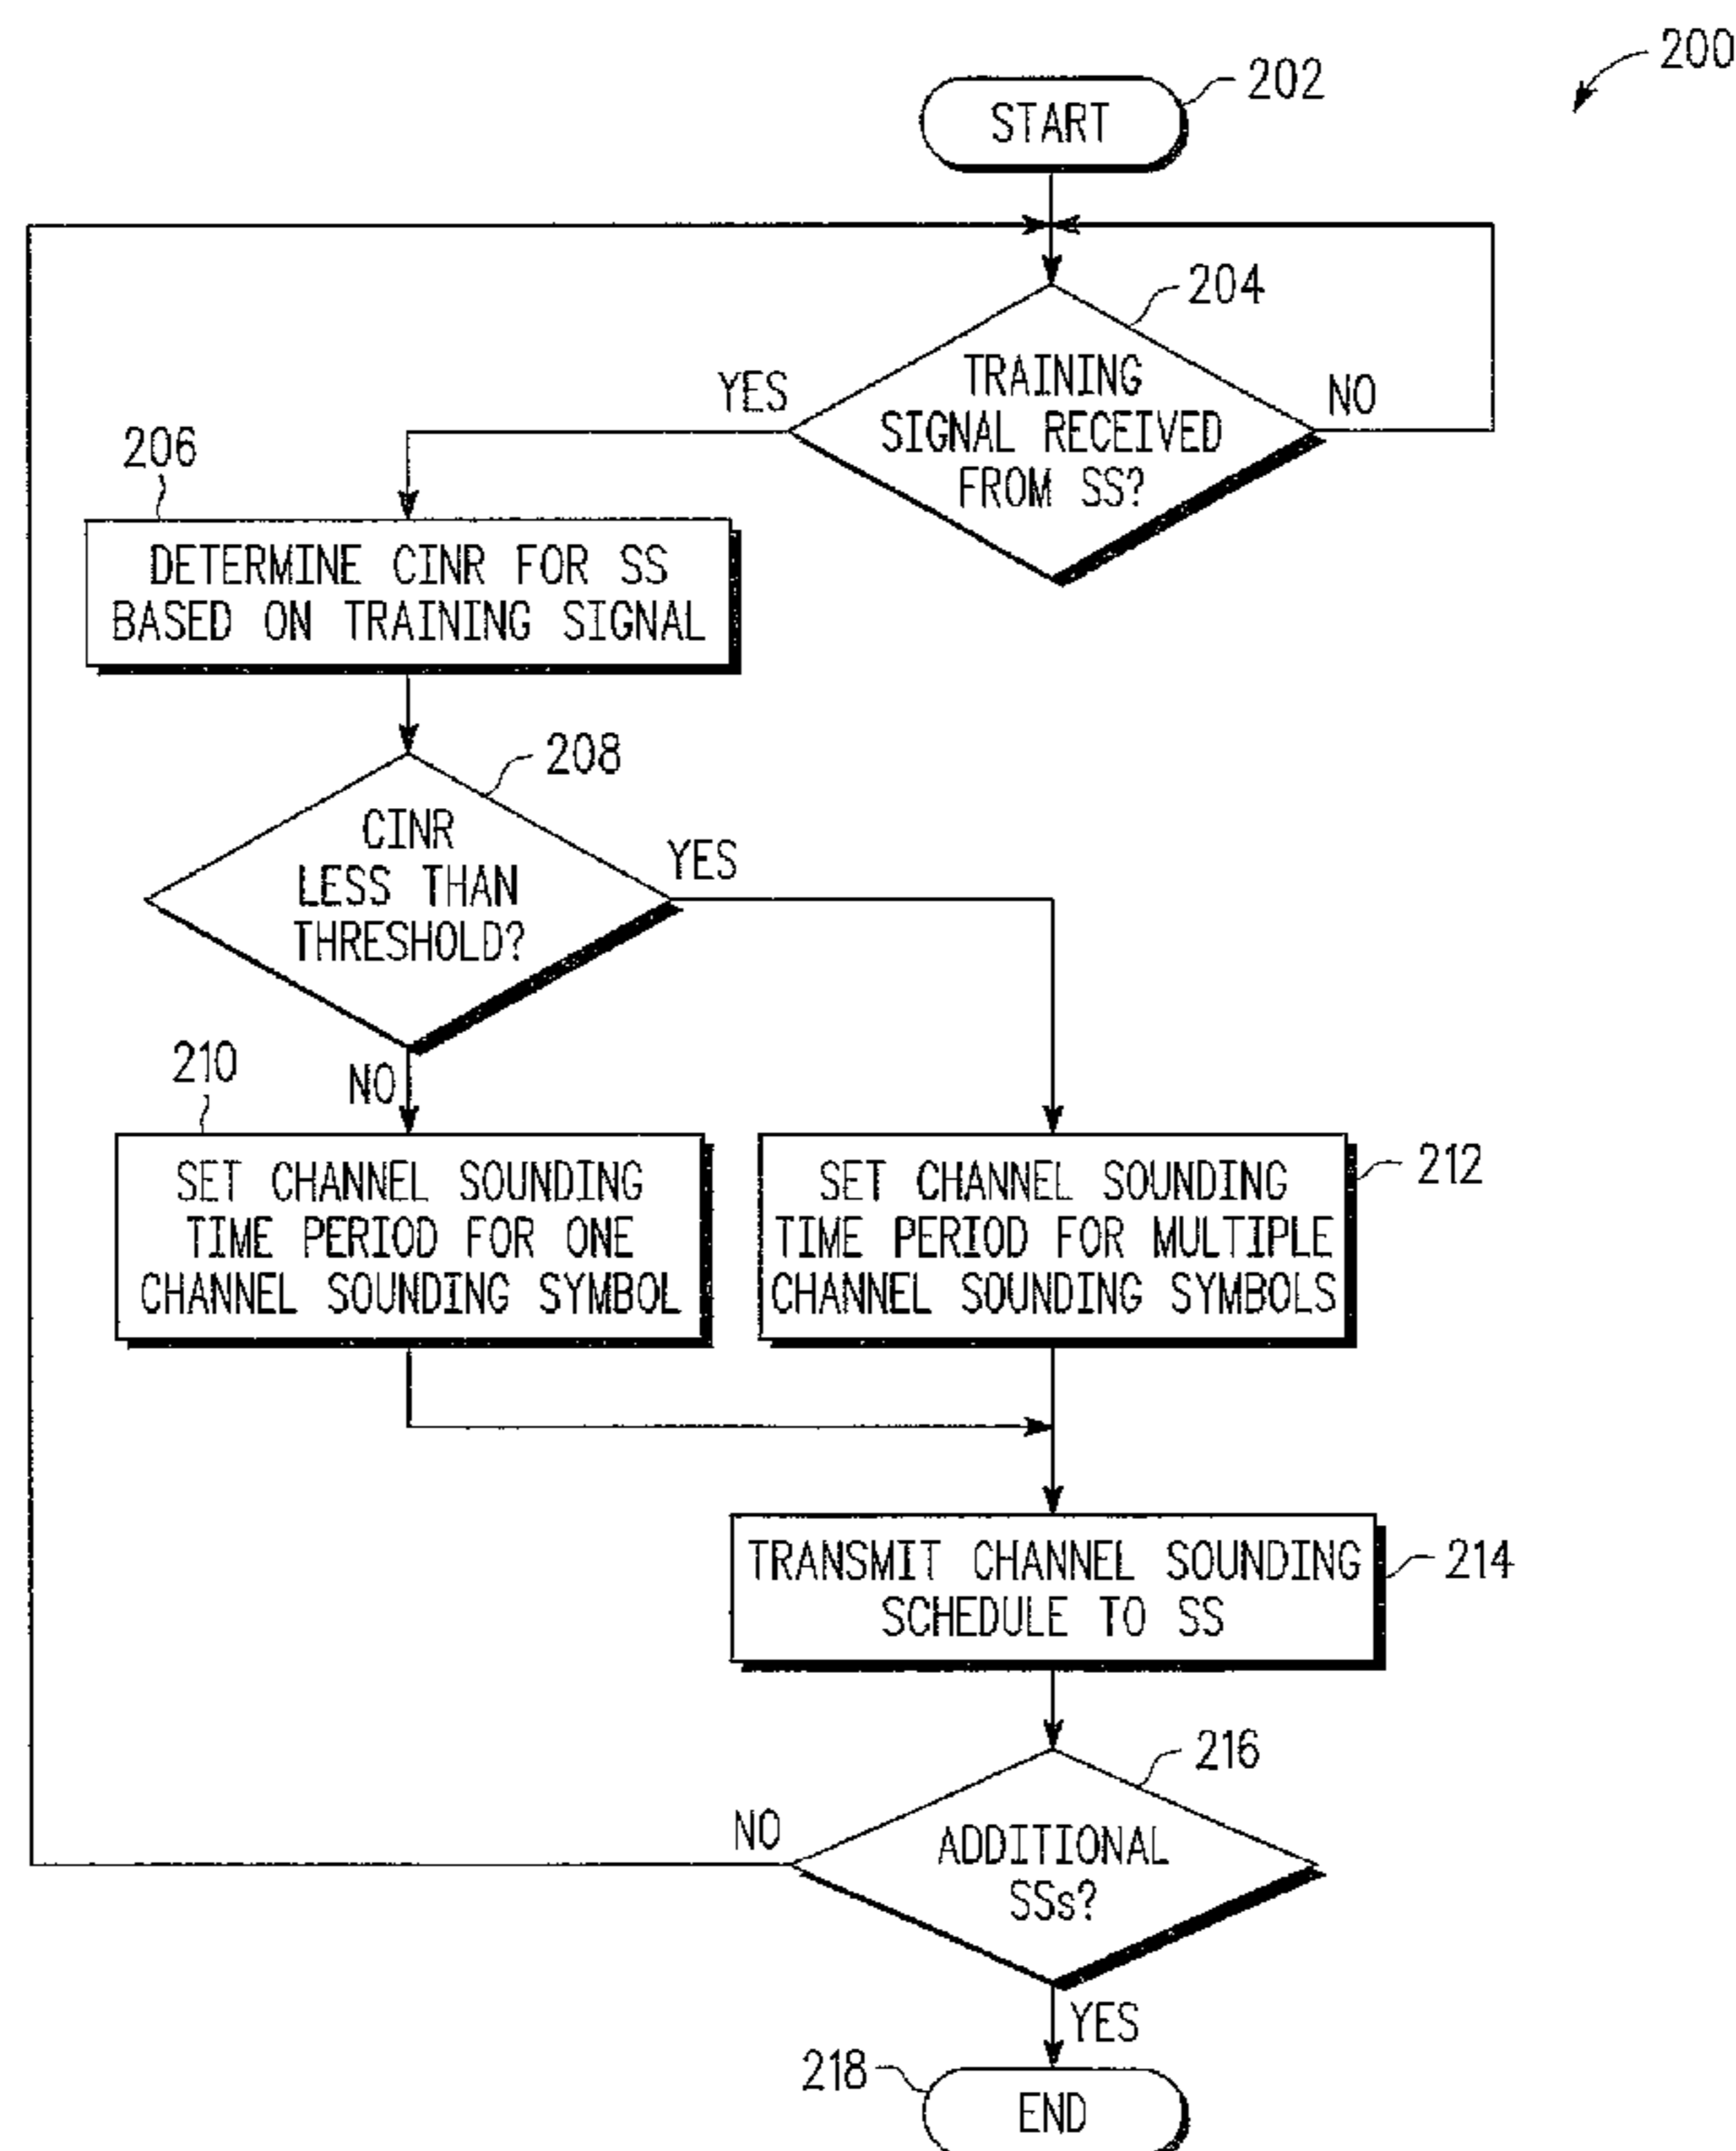 200
202
START
204
TRAINING
SIGNAL RECEIVED
FROM SS?
YES
NO
206
DETERMINE CINR FOR SS
BASED ON TRAINING SIGNAL
208
CINR
LESS THAN
THRESHOLD?
YES
NO
210
SET CHANNEL SOUNDING
TIME PERIOD FOR ONE
CHANNEL SOUNDING SYMBOL
212
SET CHANNEL SOUNDING
TIME PERIOD FOR MULTIPLE
CHANNEL SOUNDING SYMBOLS
214
TRANSMIT CHANNEL SOUNDING
SCHEDULE TO SS
216
ADDITIONAL
SSs?
NO
YES
218
END